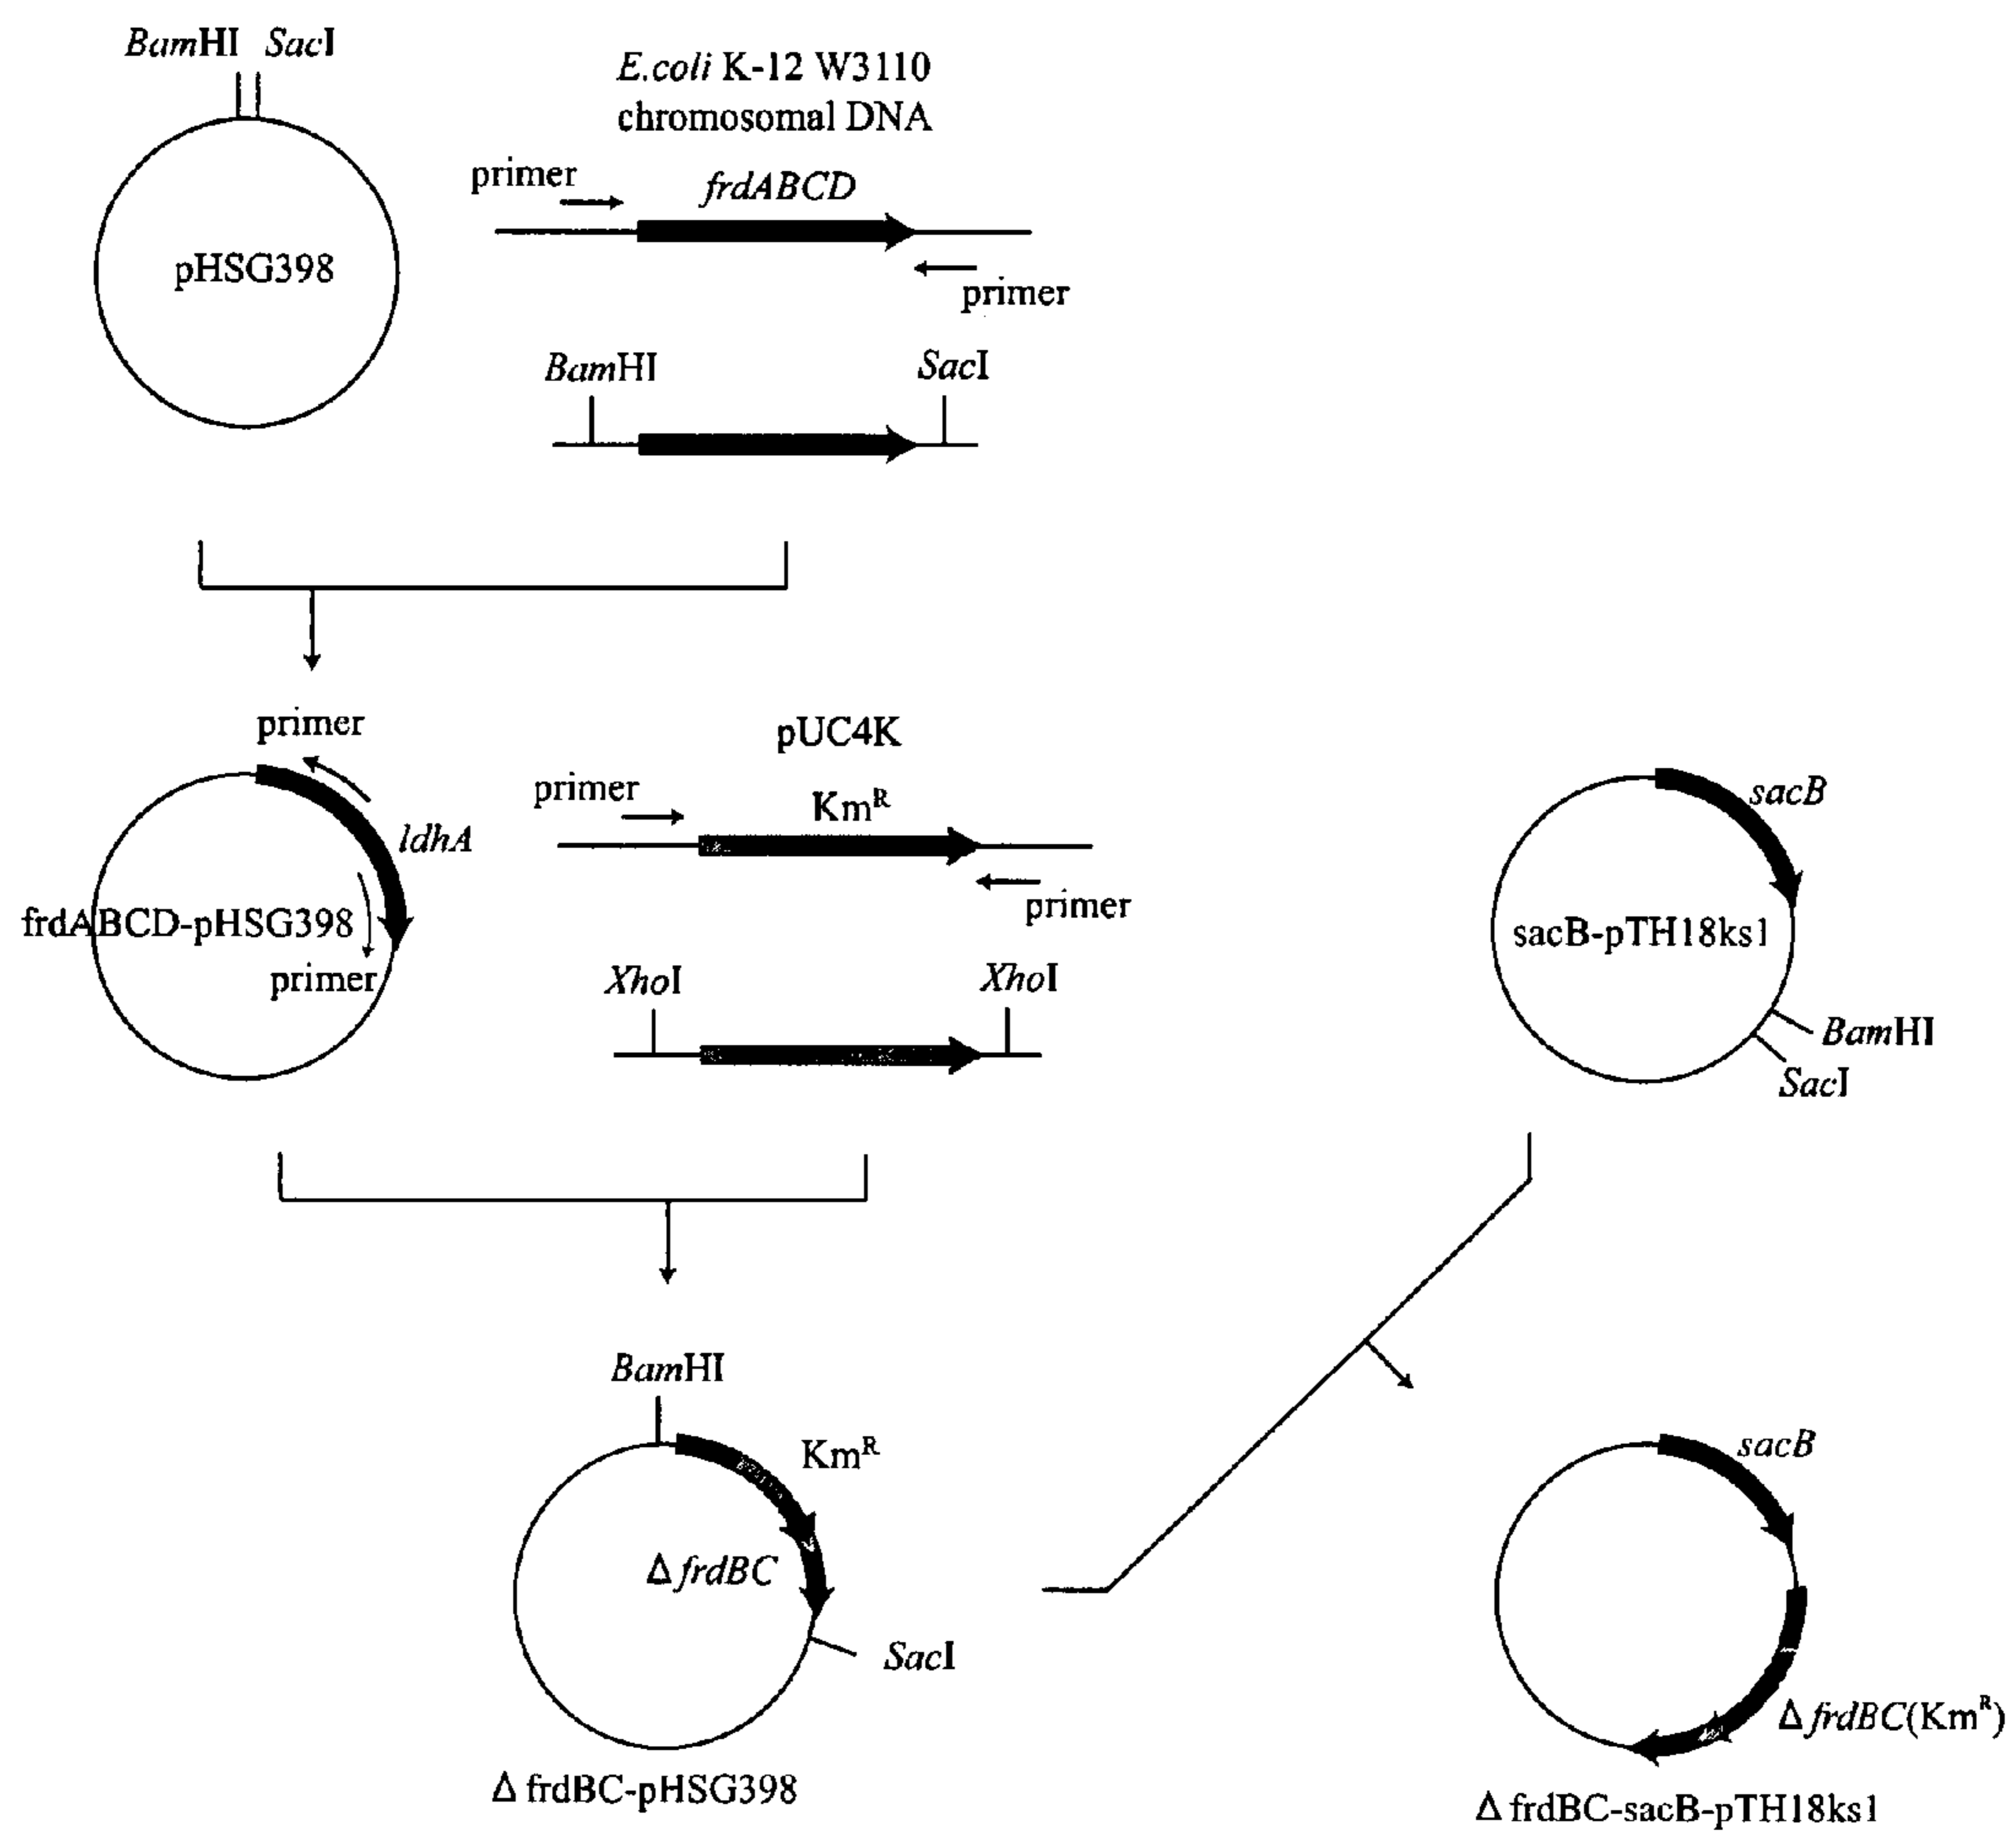 BamHI SacI
E.coli K-12 W3110
chromosomal DNA
primer
frdABCD
pHSG398
primer
BamHI
SacI
primer
pUC4K
primer
KmR
sacB
ldhA
frdABCD-pHSG398
primer
sacB-pTH18ks1
primer
XhoI
XhoI
BamHI
SacI
BamHI
KmR
sacB
Δ frdBC
SacI
Δ frdBC(KmR)
Δ frdBC-pHSG398
Δ frdBC-sacB-pTH18ks1